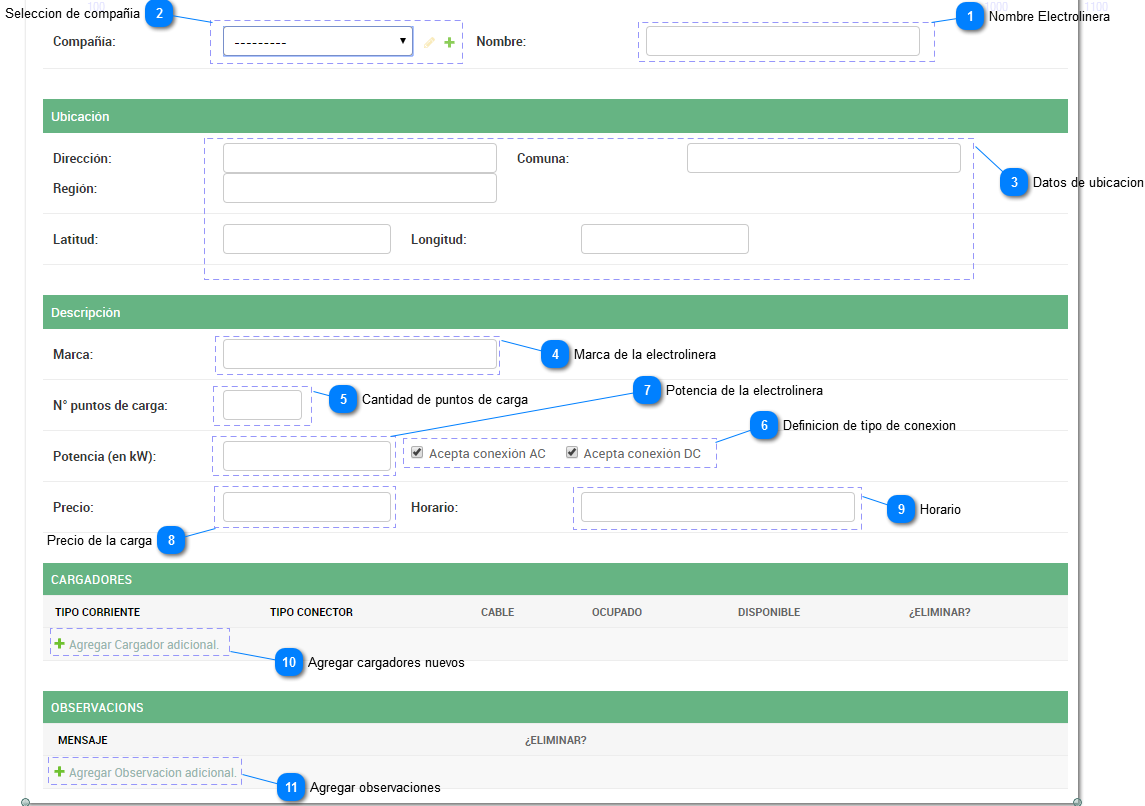 100 1000 1100
Seleccion de compañia 2 1 Nombre Electrolinera
Compañía: --------- Nombre:
Ubicación
Dirección: Comuna:
3 Datos de ubicacion
Región:
Latitud: Longitud:
Descripción
Marca: 4 Marca de la electrolinera
7 Potencia de la electrolinera
N° puntos de carga: 5 Cantidad de puntos de carga
6 Definicion de tipo de conexion
Potencia (en kW): Acepta conexión AC Acepta conexión DC
Precio: Horario: 9 Horario
Precio de la carga 8
CARGADORES
TIPO CORRIENTE TIPO CONECTOR CABLE OCUPADO DISPONIBLE ¿ELIMINAR?
Agregar Cargador adicional.
10 Agregar cargadores nuevos
OBSERVACIONS
MENSAJE ¿ELIMINAR?
Agregar Observacion adicional.
11 Agregar observaciones